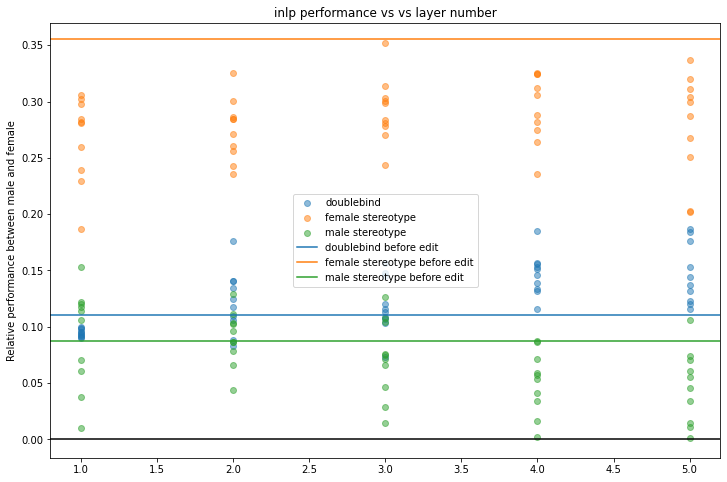 inlp performance vs vs layer number
Relative performance between male and female
0.35
0.30
0.25
0.20
0.15
0.10
0.05
0.00
doublebind
female stereotype
male stereotype
doublebind before edit
female stereotype before edit
male stereotype before edit
1.0 1.5 2.0 2.5 3.0 3.5 4.0 4.5 5.0